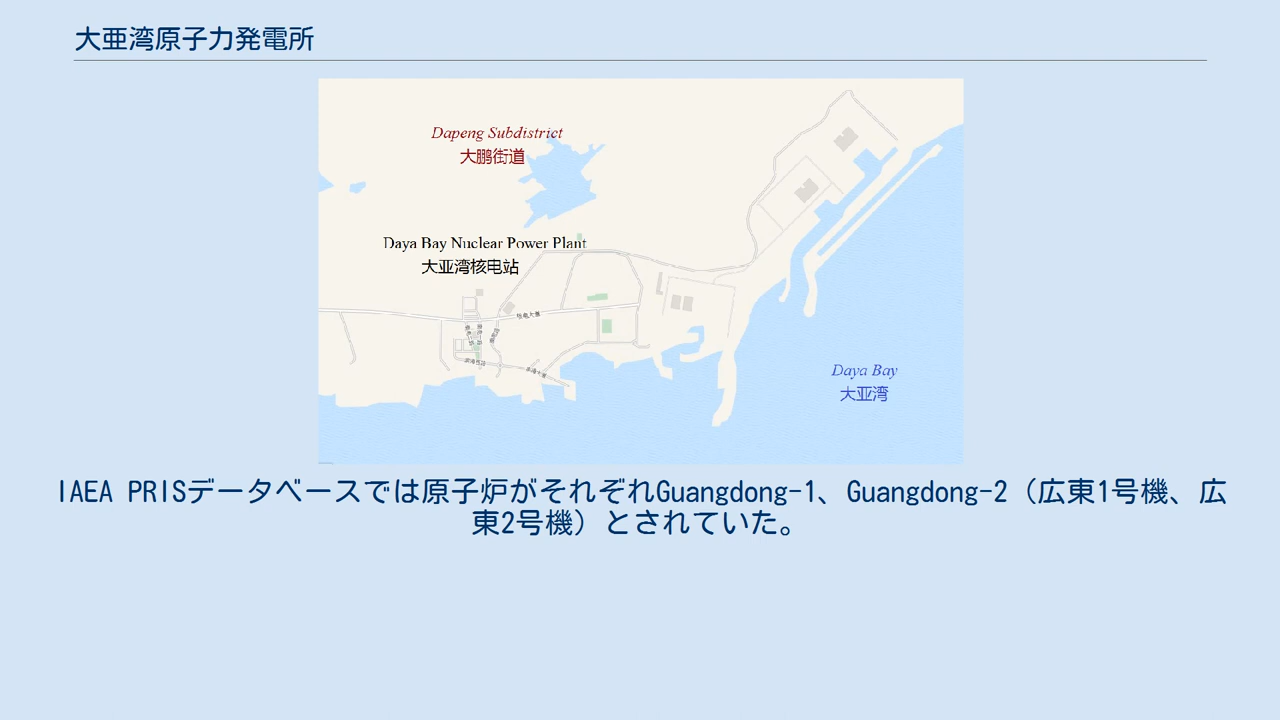 大亜湾原子力発電所
Dapeng Subdistrict
大鹏街道
Daya Bay Nuclear Power Plant
大亚湾核电站
核电大道
Daya Bay
大亚湾
IAEA PRISデータベースでは原子炉がそれぞれGuangdong-1、Guangdong-2（広東1号機、広
東2号機）とされていた。